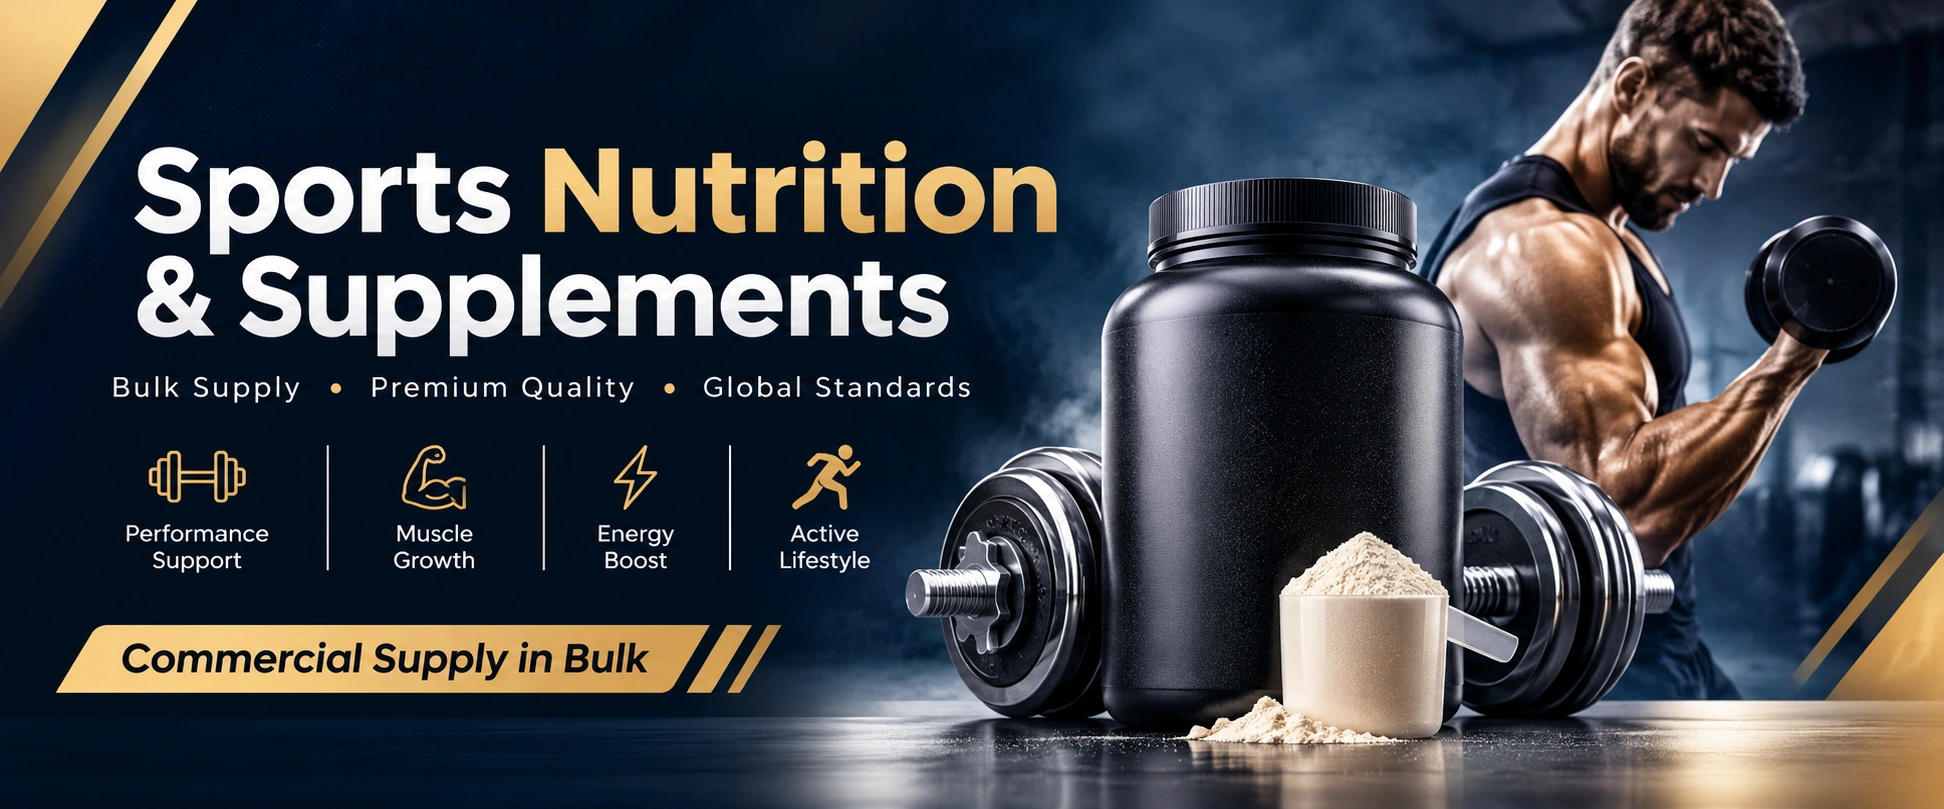 Sports Nutrition
& Supplements
Bulk Supply • Premium Quality • Global Standards
Performance
Support
Muscle
Growth
Energy
Boost
Active
Lifestyle
Commercial Supply in Bulk